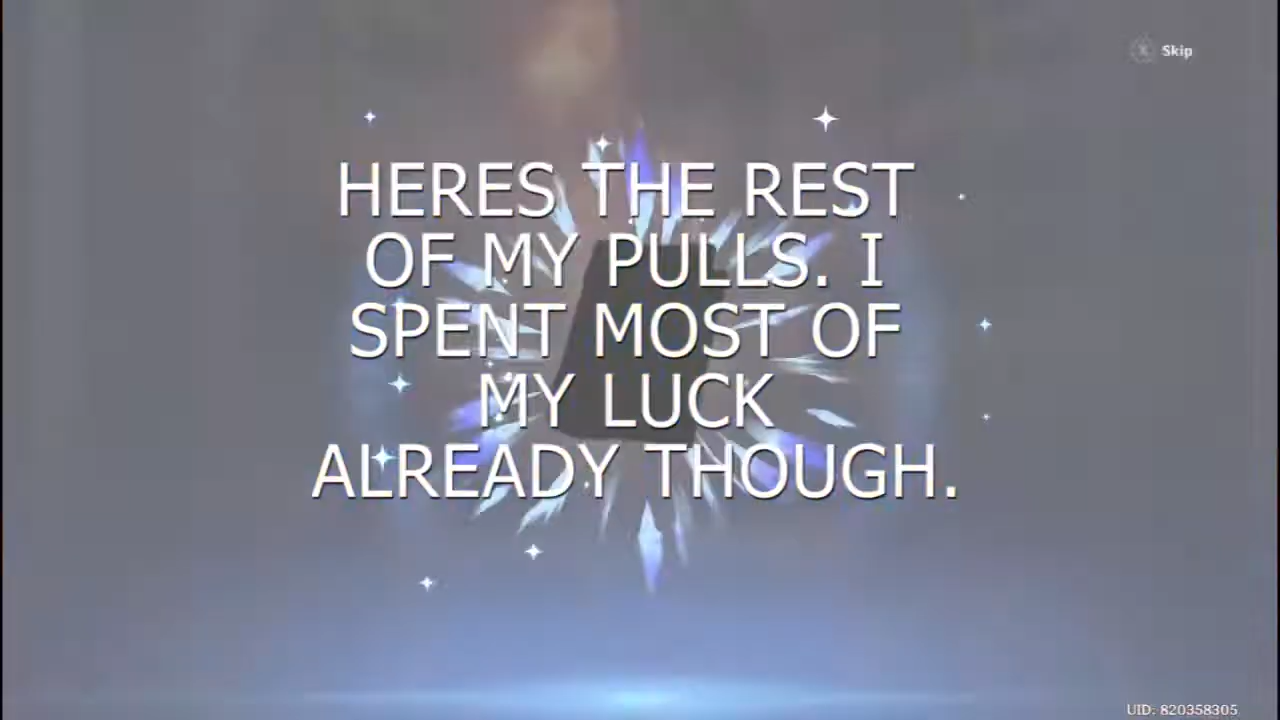 Skip
HERES THE REST
OF MY PULLS. I
SPENT MOST OF
MY LUCK
ALREADY THOUGH.
UID: 820358305